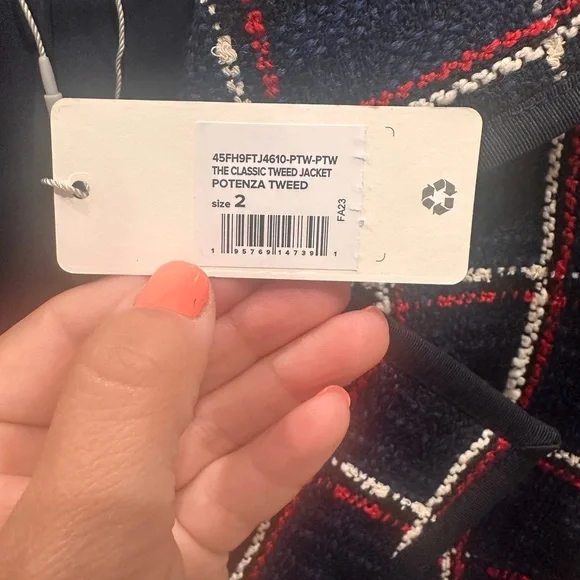 45FH9FTJ4610-PTW-PTW
THE CLASSIC TWEED JACKET
POTENZA TWEED
size 2
FA23
1 95769 14739 1